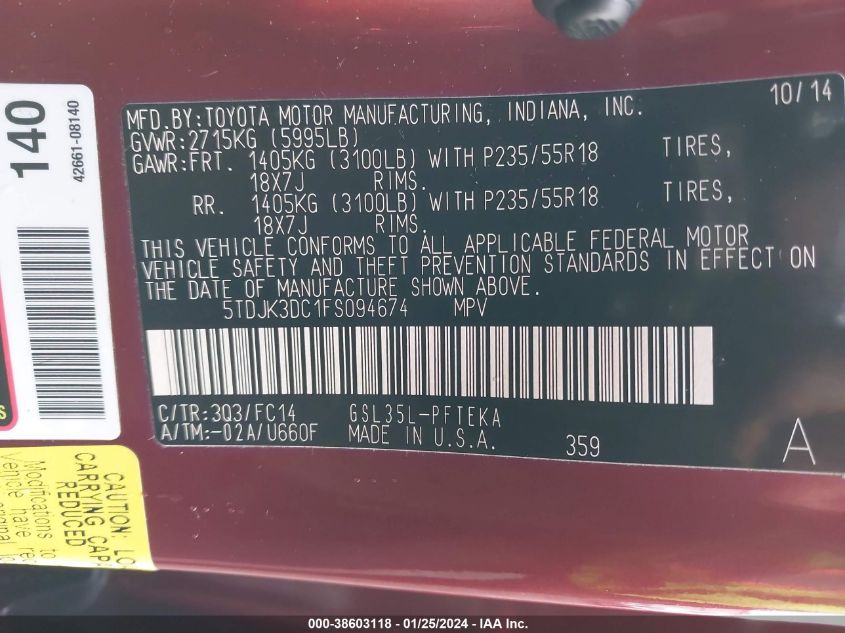 140
42661-08140
MFD.BY:TOYOTA MOTOR MANUFACTURING, INDIANA, INC. 10/14
GVWR:2715KG (5995LB)
GAWR:FRT. 1405KG (3100LB) WITH P235/55R18 TIRES,
18X7J RIMS.
RR. 1405KG (3100LB) WITH P235/55R18 TIRES,
18X7J RIMS.
THIS VEHICLE CONFORMS TO ALL APPLICABLE FEDERAL MOTOR
VEHICLE SAFETY AND THEFT PREVENTION STANDARDS IN EFFECT ON
THE DATE OF MANUFACTURE SHOWN ABOVE.
5TDJK3DC1FS094674 MPV
C/TR:3Q3/FC14 GSL35L-PFTEKA
A/TM:-02A/U660F MADE IN U.S.A. 359 A
CAUTION: LO
CARRYING CAPA
REDUCED
Modifications to
vehicle have re
000-38603118 - 01/25/2024 - IAA Inc.